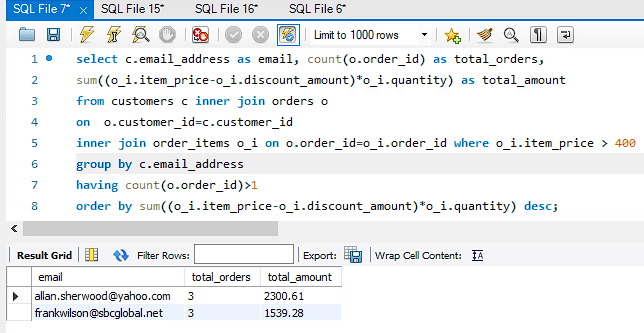 SQL File 7* × SQL File 15* SQL File 16* SQL File 6*
Limit to 1000 rows
1 select c.email_address as email, count(o.order_id) as total_orders,
2 sum((o_i.item_price-o_i.discount_amount)*o_i.quantity) as total_amount
3 from customers c inner join orders o
4 on  o.customer_id=c.customer_id
5 inner join order_items o_i on o.order_id=o_i.order_id where o_i.item_price > 400
6 group by c.email_address
7 having count(o.order_id)>1
8 order by sum((o_i.item_price-o_i.discount_amount)*o_i.quantity) desc;
Result Grid Filter Rows: Export: Wrap Cell Content:
email total_orders total_amount
allan.sherwood@yahoo.com 3 2300.61
frankwilson@sbcglobal.net 3 1539.28